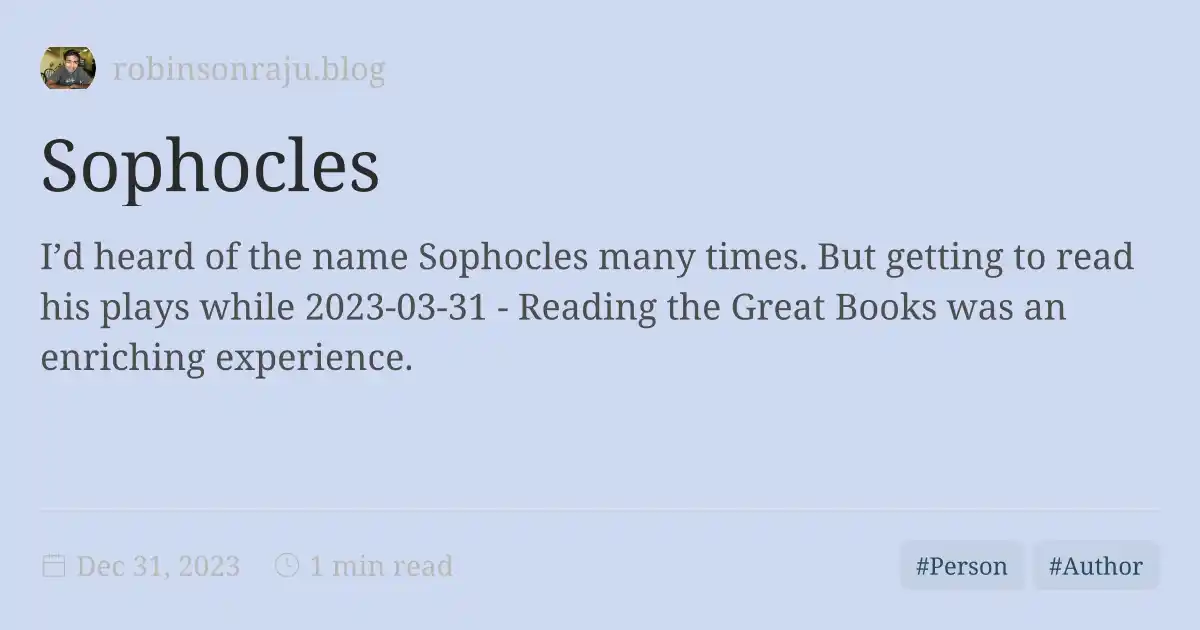 robinsonraju.blog
Sophocles
I’d heard of the name Sophocles many times. But getting to read
his plays while 2023-03-31 - Reading the Great Books was an
enriching experience.
Dec 31, 2023 1 min read #Person #Author